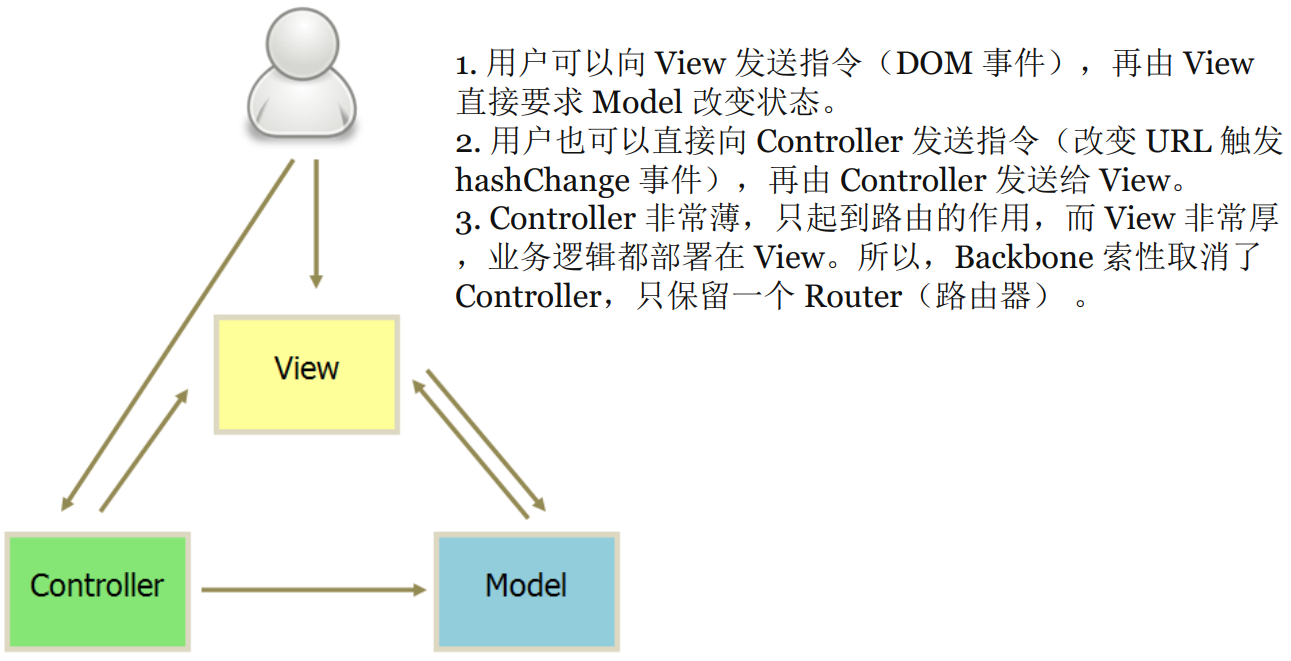 1. 用户可以向 View 发送指令（DOM 事件），再由 View
直接要求 Model 改变状态。
2. 用户也可以直接向 Controller 发送指令（改变 URL 触发
hashChange 事件），再由 Controller 发送给 View。
3. Controller 非常薄，只起到路由的作用，而 View 非常厚
，业务逻辑都部署在 View。所以，Backbone 索性取消了
Controller，只保留一个 Router（路由器） 。
View
Controller
Model